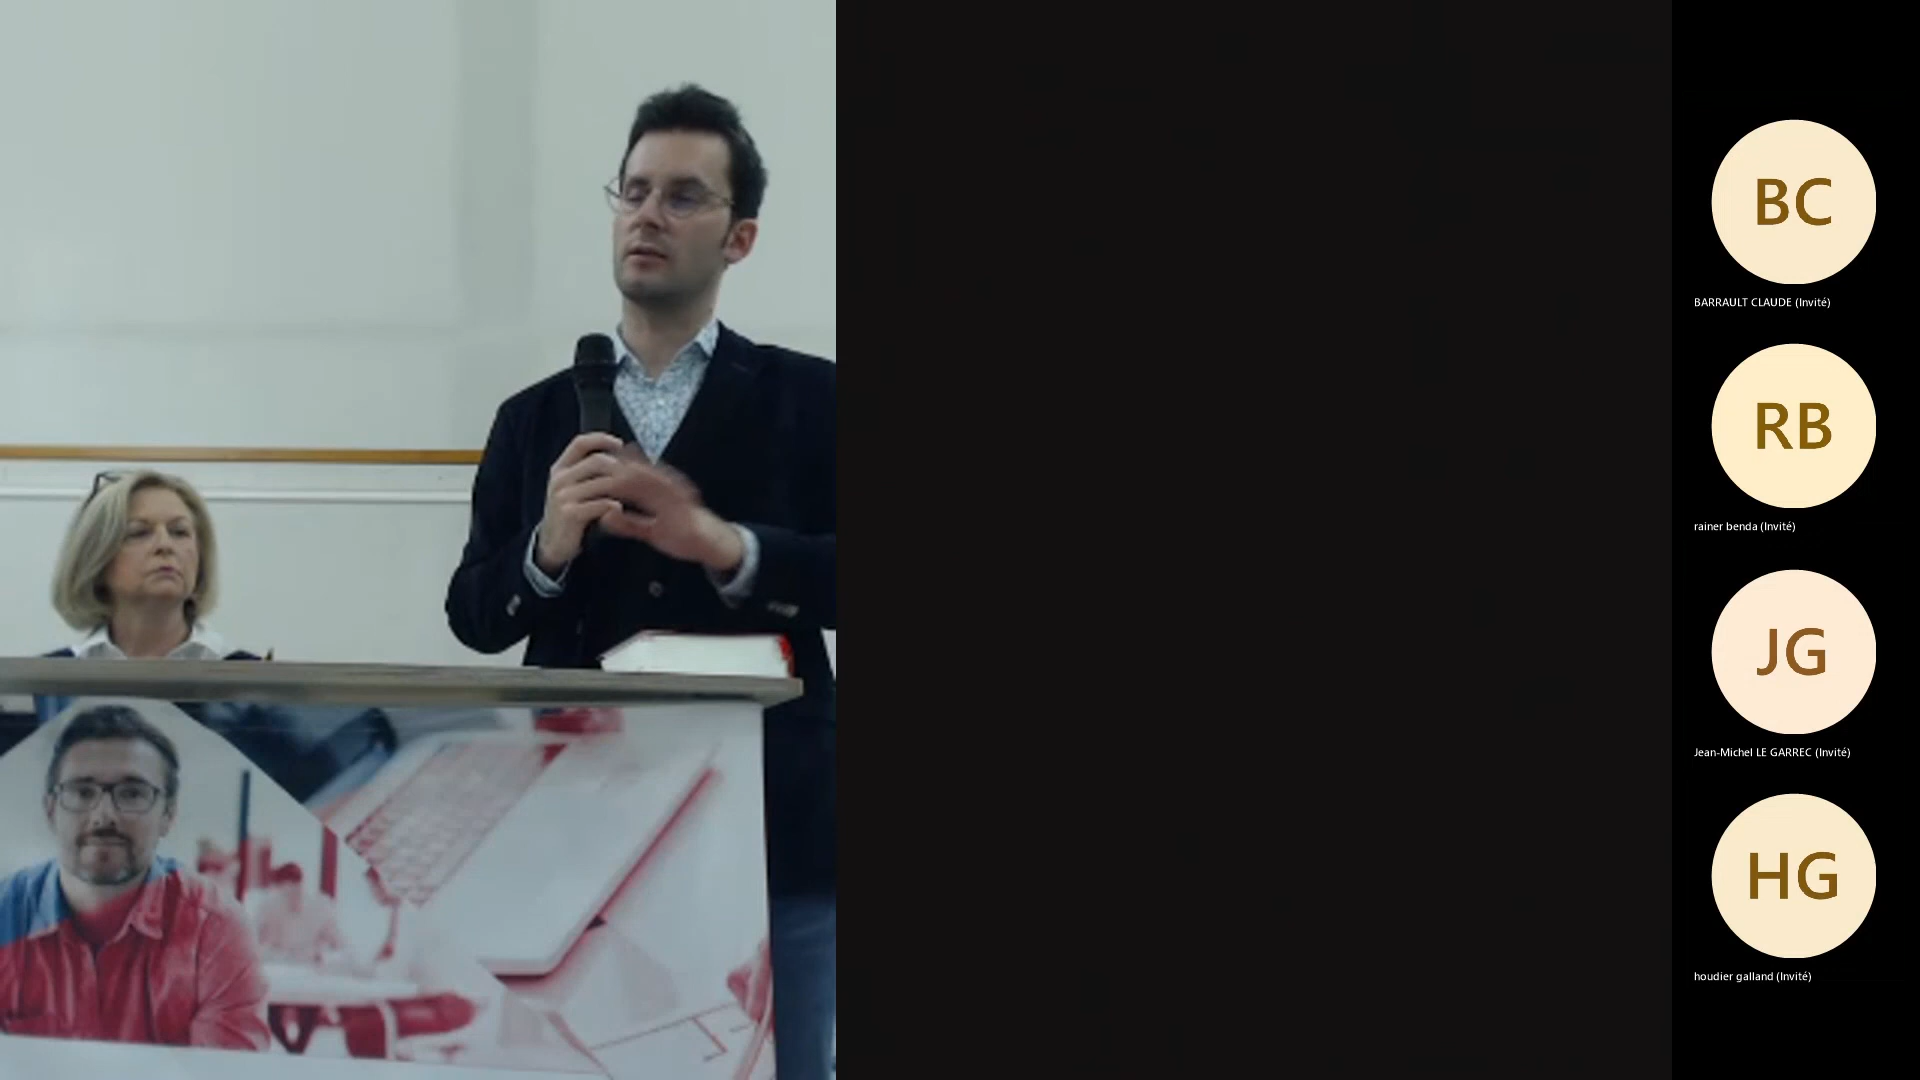 BC
BARRAULT CLAUDE (Invité)
RB
rainer benda (Invité)
JG
Jean-Michel LE GARREC (Invité)
HG
houdier galland (Invité)